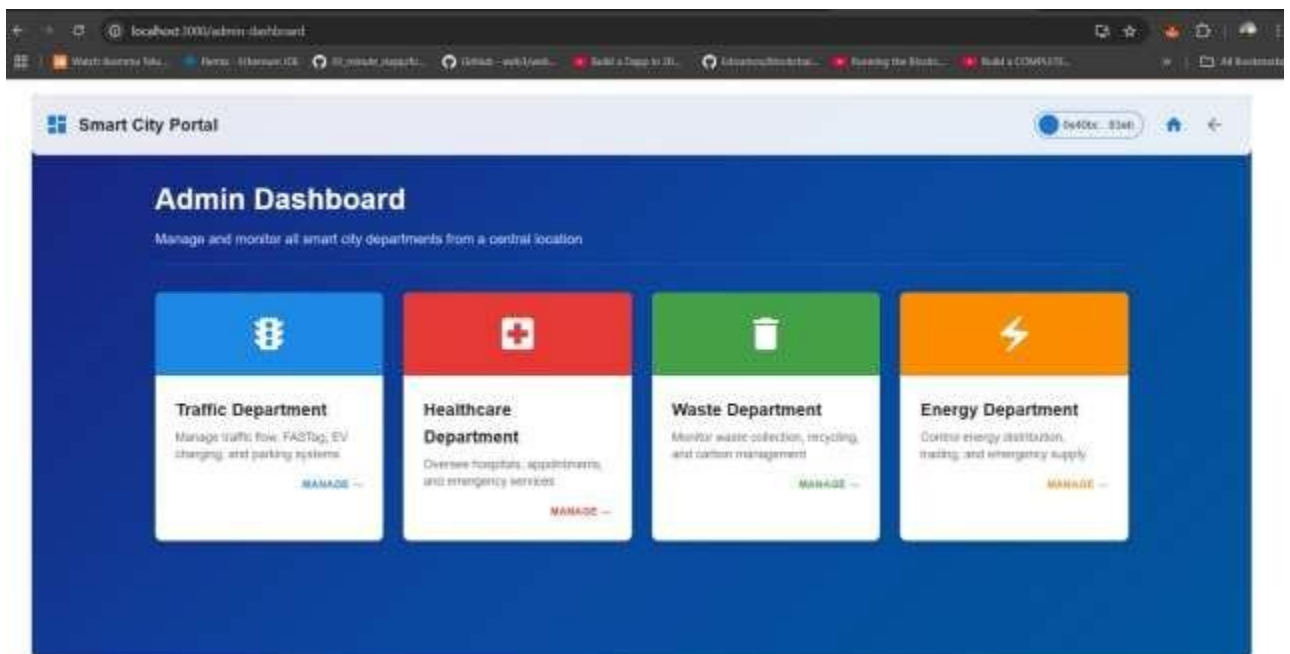 localhost:3000/admin-dashboard
All Bookmarks
Smart City Portal
Admin Dashboard
Manage and monitor all smart city departments from a central location
Traffic Department
Manage traffic flow, FASTag, EV
charging, and parking systems
MANAGE
Healthcare
Department
Oversee hospitals, appointments,
and emergency services
MANAGE
Waste Department
Monitor waste collection, recycling,
and carbon management
MANAGE
Energy Department
Control energy distribution,
trading, and emergency supply
MANAGE